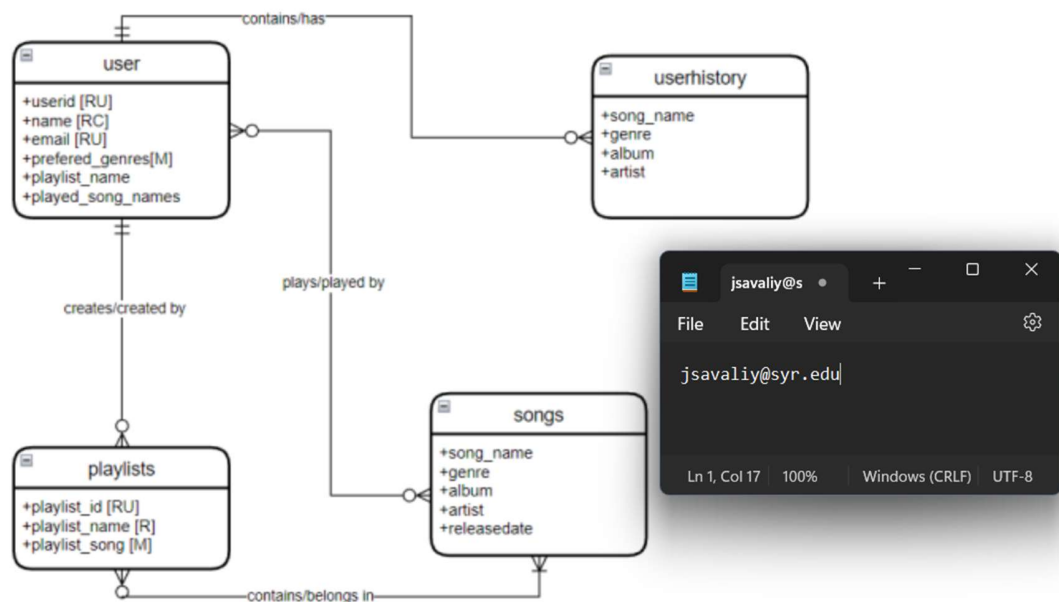 contains/has
user
+userid [RU]
+name [RC]
+email [RU]
+prefered_genres[M]
+playlist_name
+played_song_names
userhistory
+song_name
+genre
+album
+artist
plays/played by
creates/created by
jsavaliy@s
File Edit View
jsavaliy@syr.edu
Ln 1, Col 17 100% Windows (CRLF) UTF-8
songs
+song_name
+genre
+album
+artist
+releasedate
playlists
+playlist_id [RU]
+playlist_name [R]
+playlist_song [M]
contains/belongs in